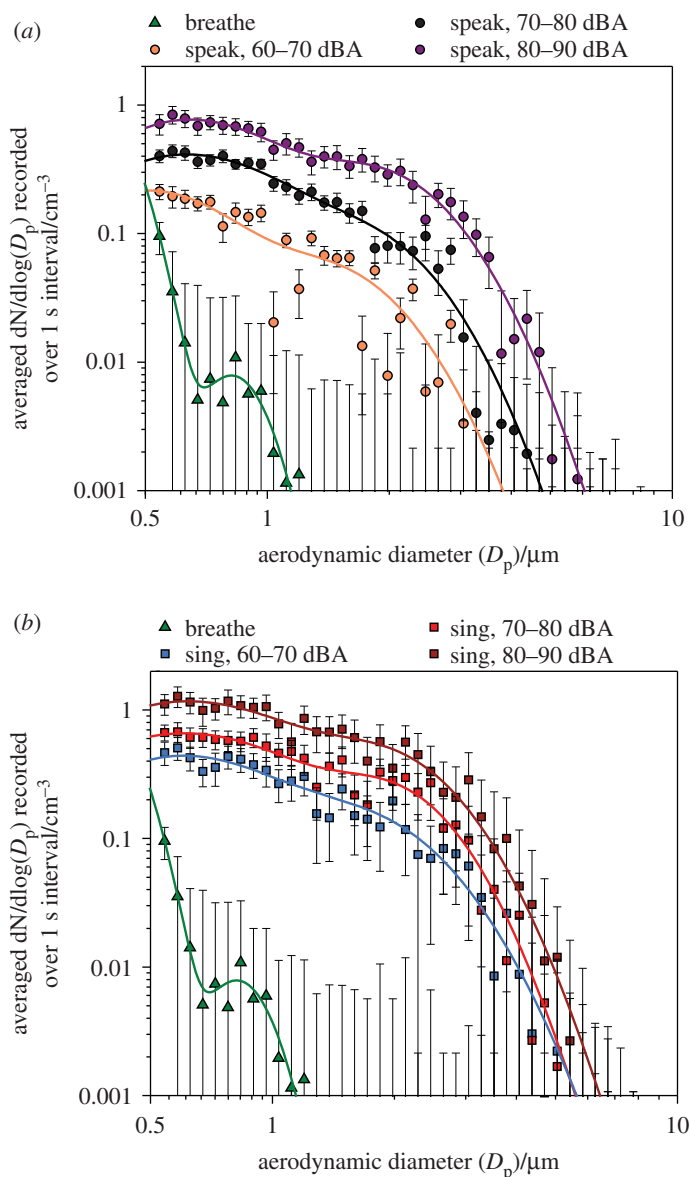 (a)
breathe
speak, 70–80 dBA
speak, 60–70 dBA
speak, 80–90 dBA
averaged dN/dlog(Dp) recorded
over 1 s interval/cm−3
1
0.1
0.01
0.001
0.5
1
10
aerodynamic diameter (Dp)/μm
(b)
breathe
sing, 70–80 dBA
sing, 60–70 dBA
sing, 80–90 dBA
averaged dN/dlog(Dp) recorded
over 1 s interval/cm−3
1
0.1
0.01
0.001
0.5
1
10
aerodynamic diameter (Dp)/μm